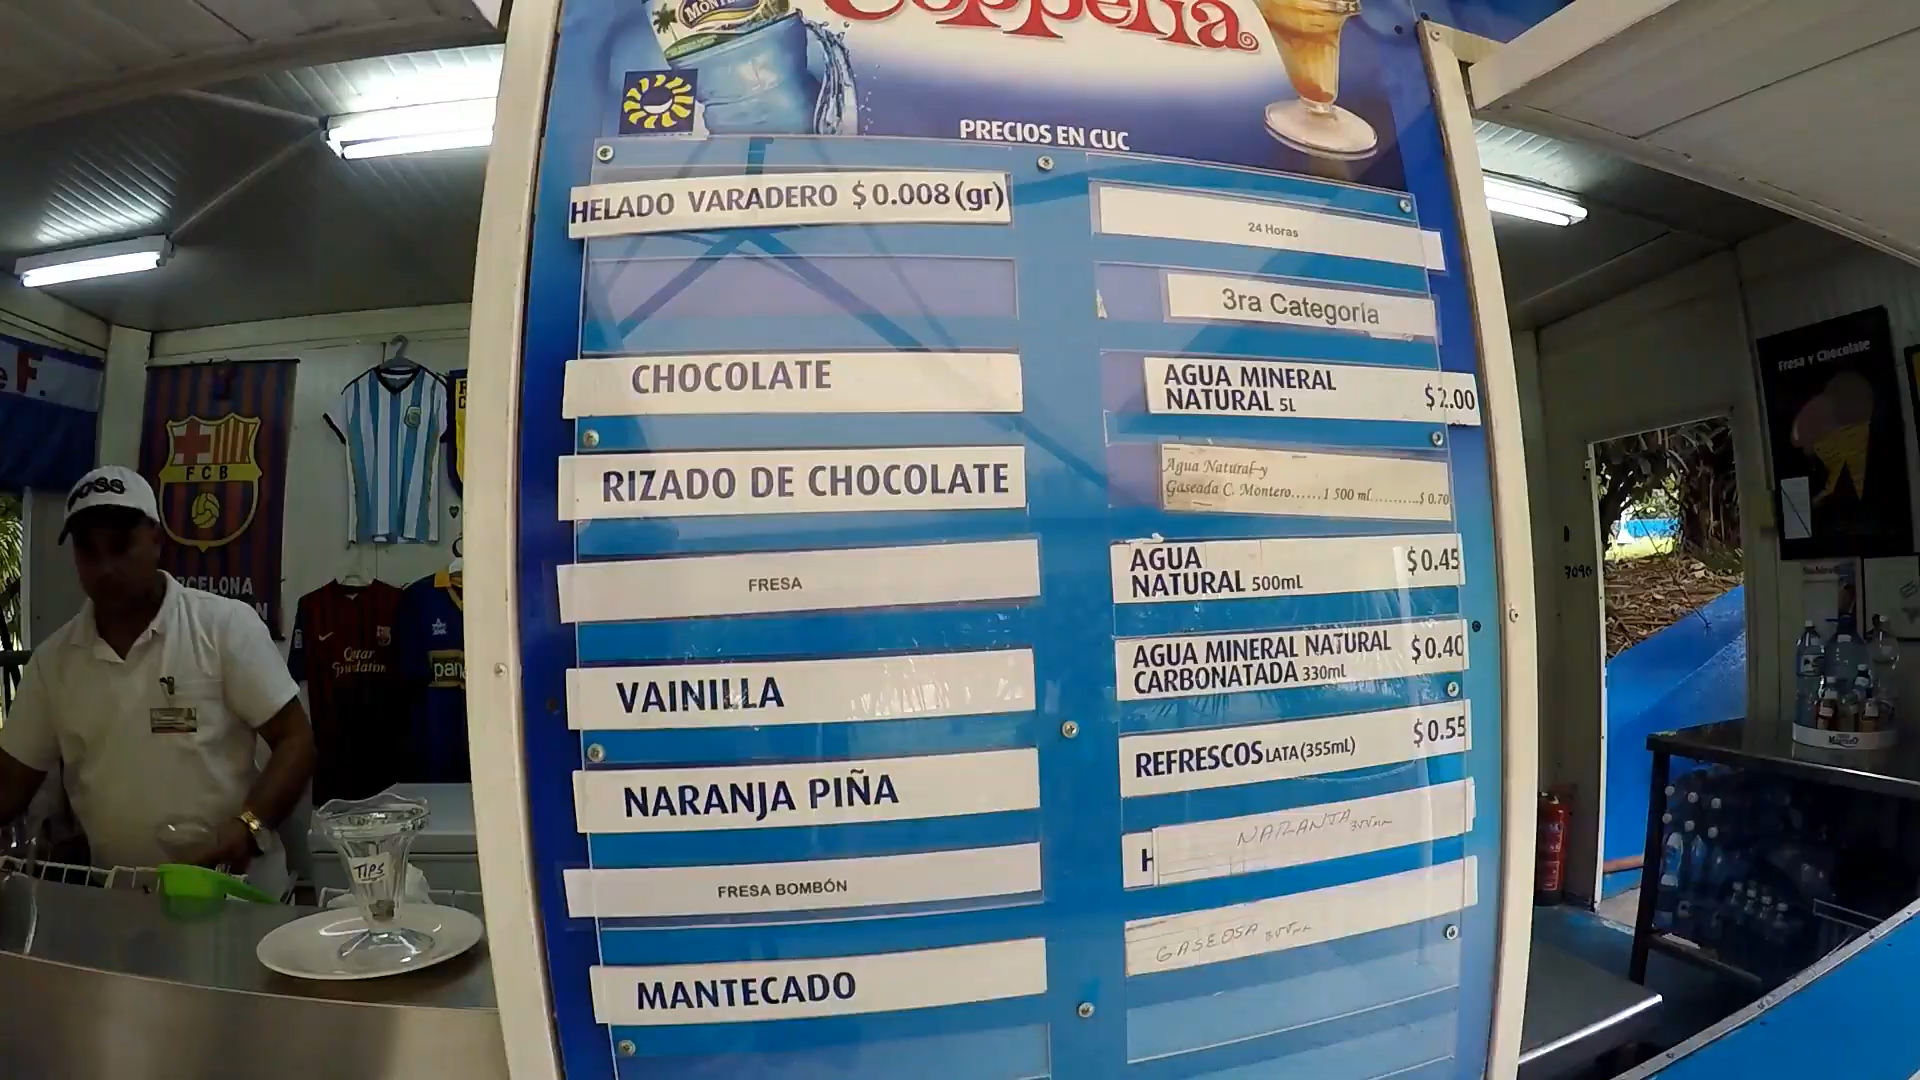 Coppelia
PRECIOS EN CUC
HELADO VARADERO $0.008(gr)
CHOCOLATE
RIZADO DE CHOCOLATE
FRESA
VAINILLA
NARANJA PIÑA
FRESA BOMBÓN
MANTECADO
24 Horas
3ra Categoría
AGUA MINERAL
NATURAL 5L $2.00
Agua Natural y
Gaseada C. Montero......1 500 ml..........$ 0.70
AGUA
NATURAL 500mL $0.45
AGUA MINERAL NATURAL
CARBONATADA 330mL $0.40
REFRESCOS LATA (355mL) $0.55
H
NARANJA
GASEOSA
F.
FCB
BOSS
TIPS
Fresa y Chocolate
3090